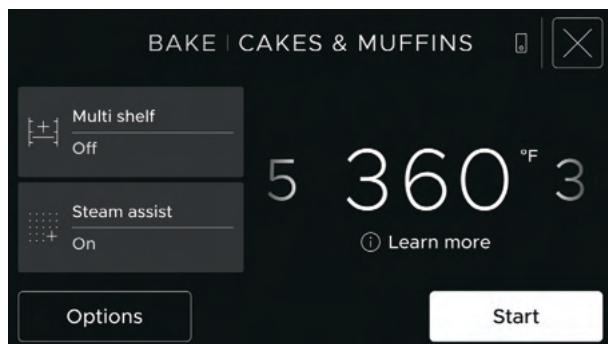 BAKE | CAKES & MUFFINS
Multi shelf
Off
Steam assist
On
5 360 °F 3
Learn more
Options
Start